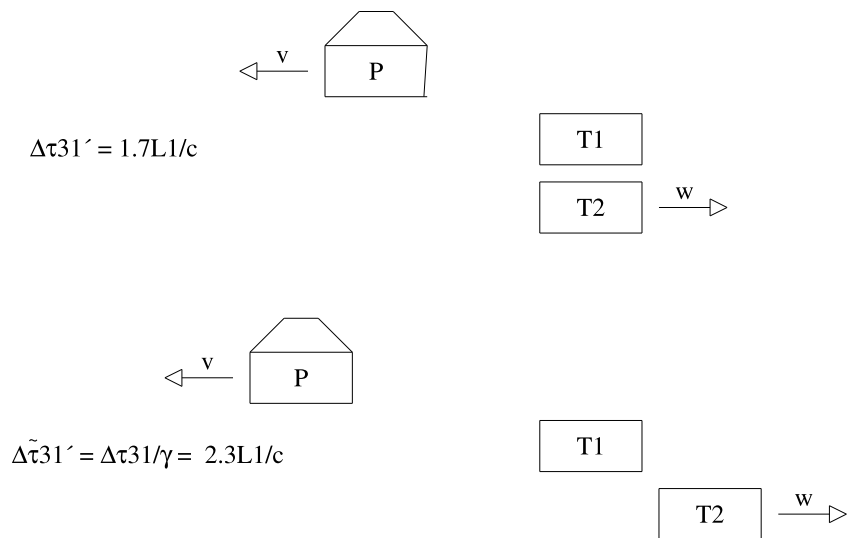 v
P
Δτ31´ = 1.7L1/c
T1
T2
w
v
P
Δτ̃31´ = Δτ31/γ = 2.3L1/c
T1
T2
w